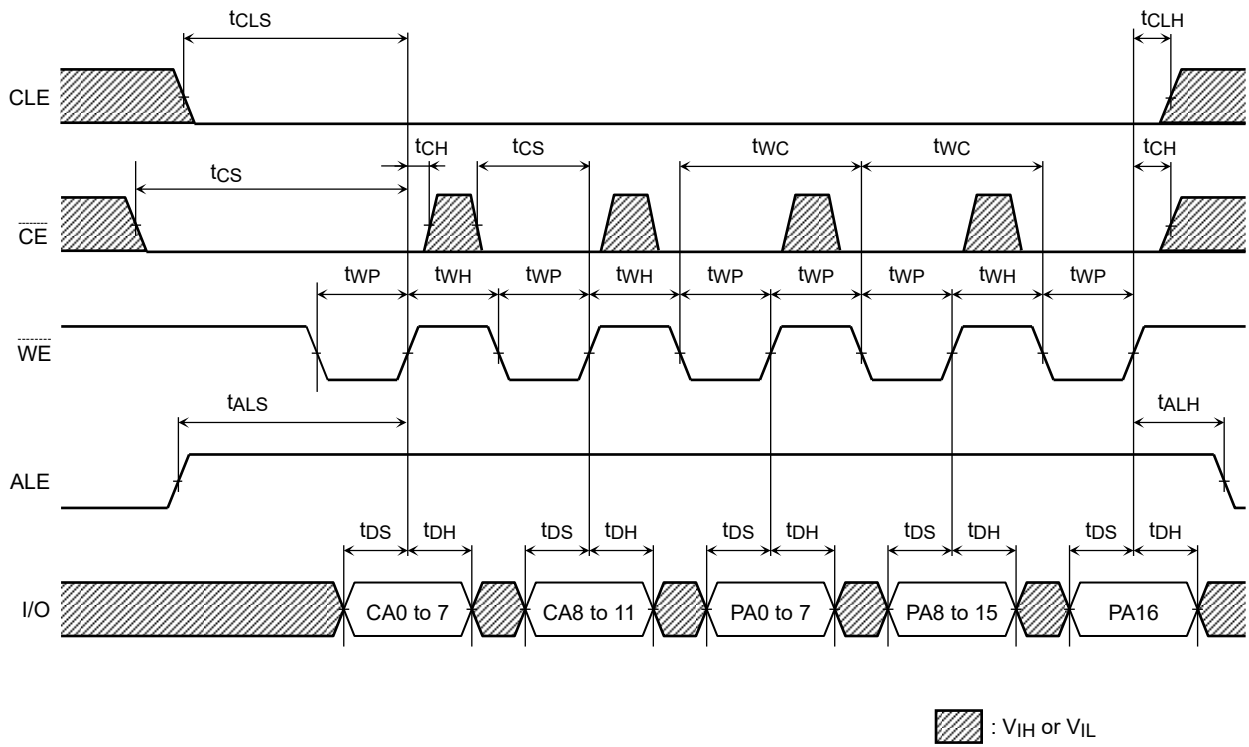 tCLS
tCLH
CLE
tCH
tCS
tWC
tWC
tCH
tCS
CE
tWP
tWH
tWP
tWH
tWP
tWP
tWP
tWH
tWP
WE
tALS
tALH
ALE
tDS
tDH
tDS
tDH
tDS
tDH
tDS
tDH
tDS
tDH
I/O
CA0 to 7
CA8 to 11
PA0 to 7
PA8 to 15
PA16
: VIH or VIL